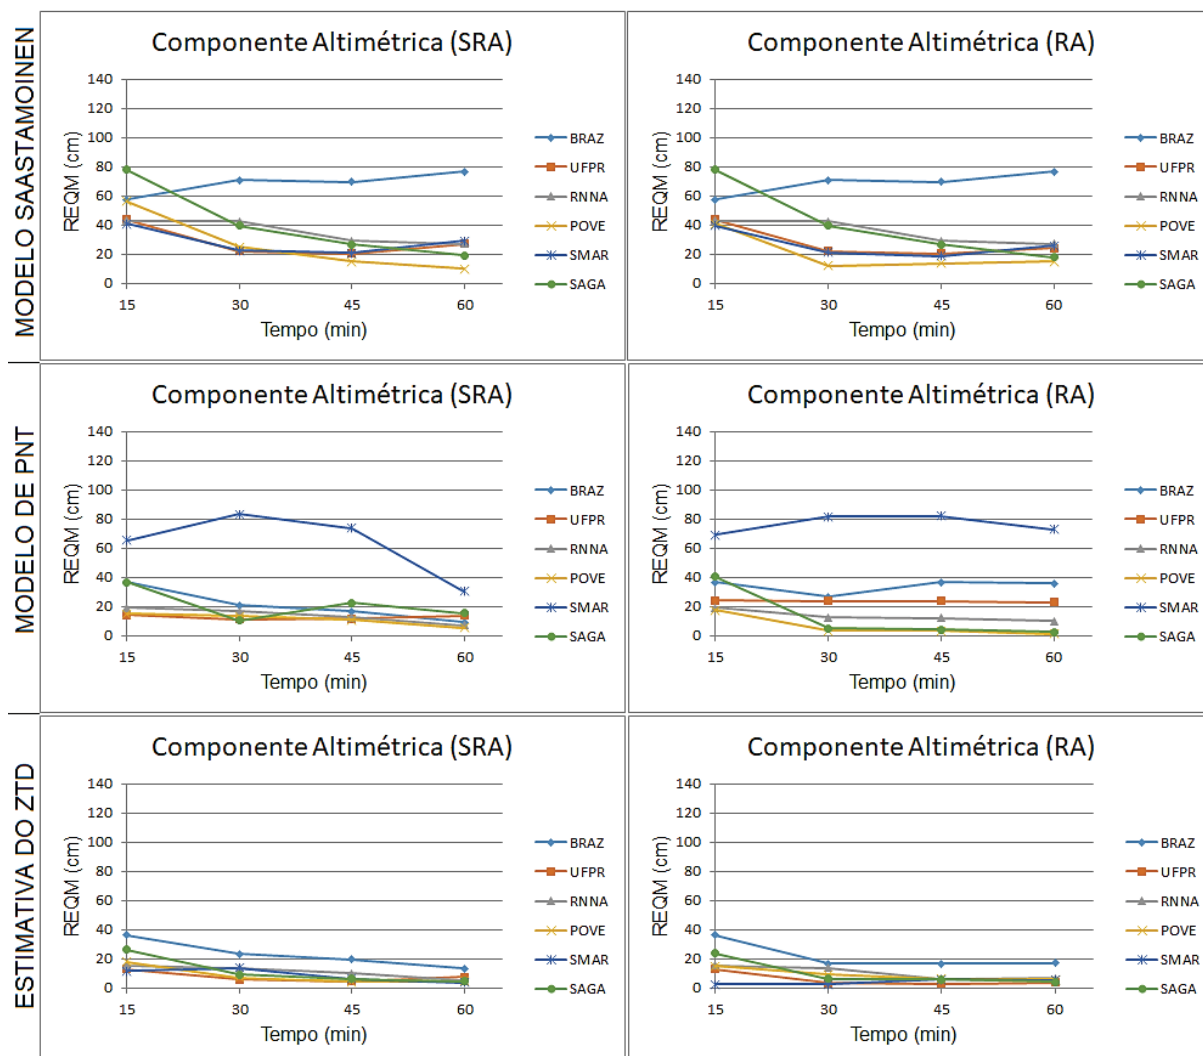 MODELO SAASTAMOINEN
Componente Altimétrica (SRA)
REQM (cm)
140
120
100
80
60
40
20
0
15 30 45 60
Tempo (min)
BRAZ
UFPR
RNNA
POVE
SMAR
SAGA
Componente Altimétrica (RA)
REQM (cm)
140
120
100
80
60
40
20
0
15 30 45 60
Tempo (min)
BRAZ
UFPR
RNNA
POVE
SMAR
SAGA
MODELO DE PNT
Componente Altimétrica (SRA)
REQM (cm)
140
120
100
80
60
40
20
0
15 30 45 60
Tempo (min)
BRAZ
UFPR
RNNA
POVE
SMAR
SAGA
Componente Altimétrica (RA)
REQM (cm)
140
120
100
80
60
40
20
0
15 30 45 60
Tempo (min)
BRAZ
UFPR
RNNA
POVE
SMAR
SAGA
ESTIMATIVA DO ZTD
Componente Altimétrica (SRA)
REQM (cm)
140
120
100
80
60
40
20
0
15 30 45 60
Tempo (min)
BRAZ
UFPR
RNNA
POVE
SMAR
SAGA
Componente Altimétrica (RA)
REQM (cm)
140
120
100
80
60
40
20
0
15 30 45 60
Tempo (min)
BRAZ
UFPR
RNNA
POVE
SMAR
SAGA